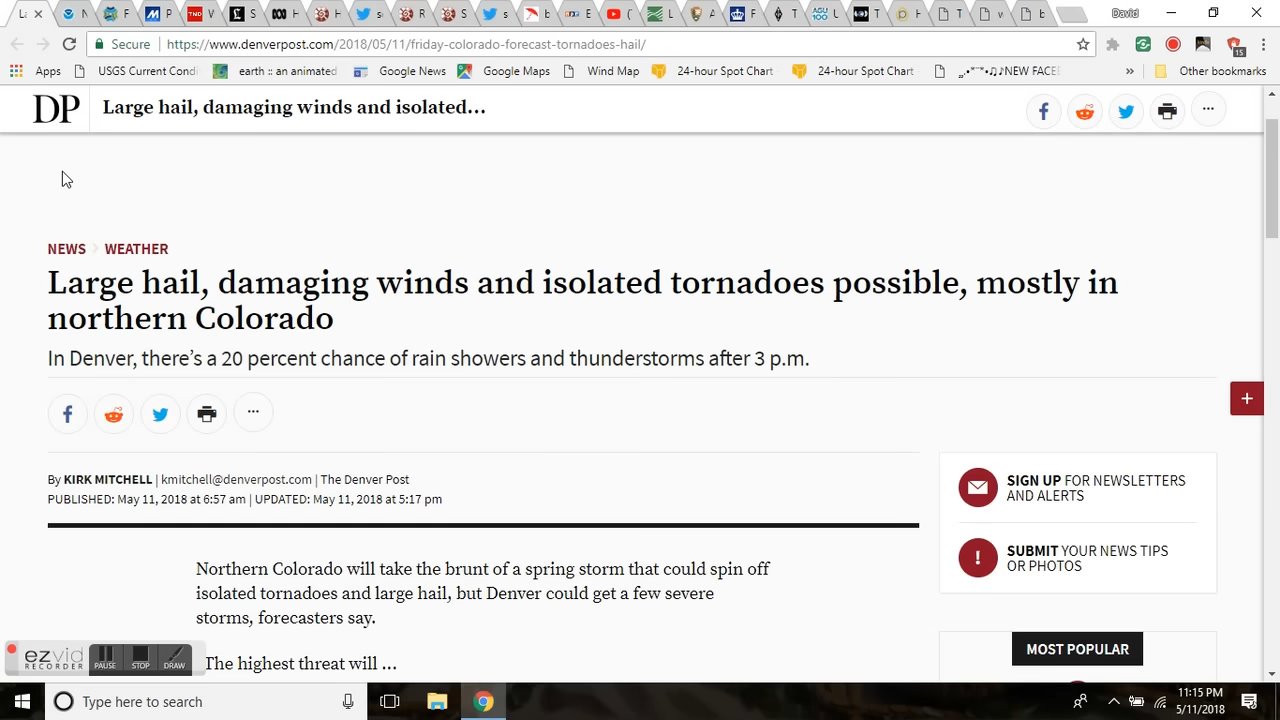 David
Secure https://www.denverpost.com/2018/05/11/friday-colorado-forecast-tornadoes-hail/
15
Apps USGS Current Condi earth :: an animated Google News Google Maps Wind Map 24-hour Spot Chart 24-hour Spot Chart NEW FACE » Other bookmarks
DP Large hail, damaging winds and isolated...
NEWS WEATHER
Large hail, damaging winds and isolated tornadoes possible, mostly in
northern Colorado
In Denver, there's a 20 percent chance of rain showers and thunderstorms after 3 p.m.
By KIRK MITCHELL | kmitchell@denverpost.com | The Denver Post
PUBLISHED: May 11, 2018 at 6:57 am | UPDATED: May 11, 2018 at 5:17 pm
SIGN UP FOR NEWSLETTERS
AND ALERTS
SUBMIT YOUR NEWS TIPS
OR PHOTOS
Northern Colorado will take the brunt of a spring storm that could spin off
isolated tornadoes and large hail, but Denver could get a few severe
storms, forecasters say.
The highest threat will ...
MOST POPULAR
ezvid
RECORDER
PAUSE STOP DRAW
Type here to search
11:15 PM
5/11/2018